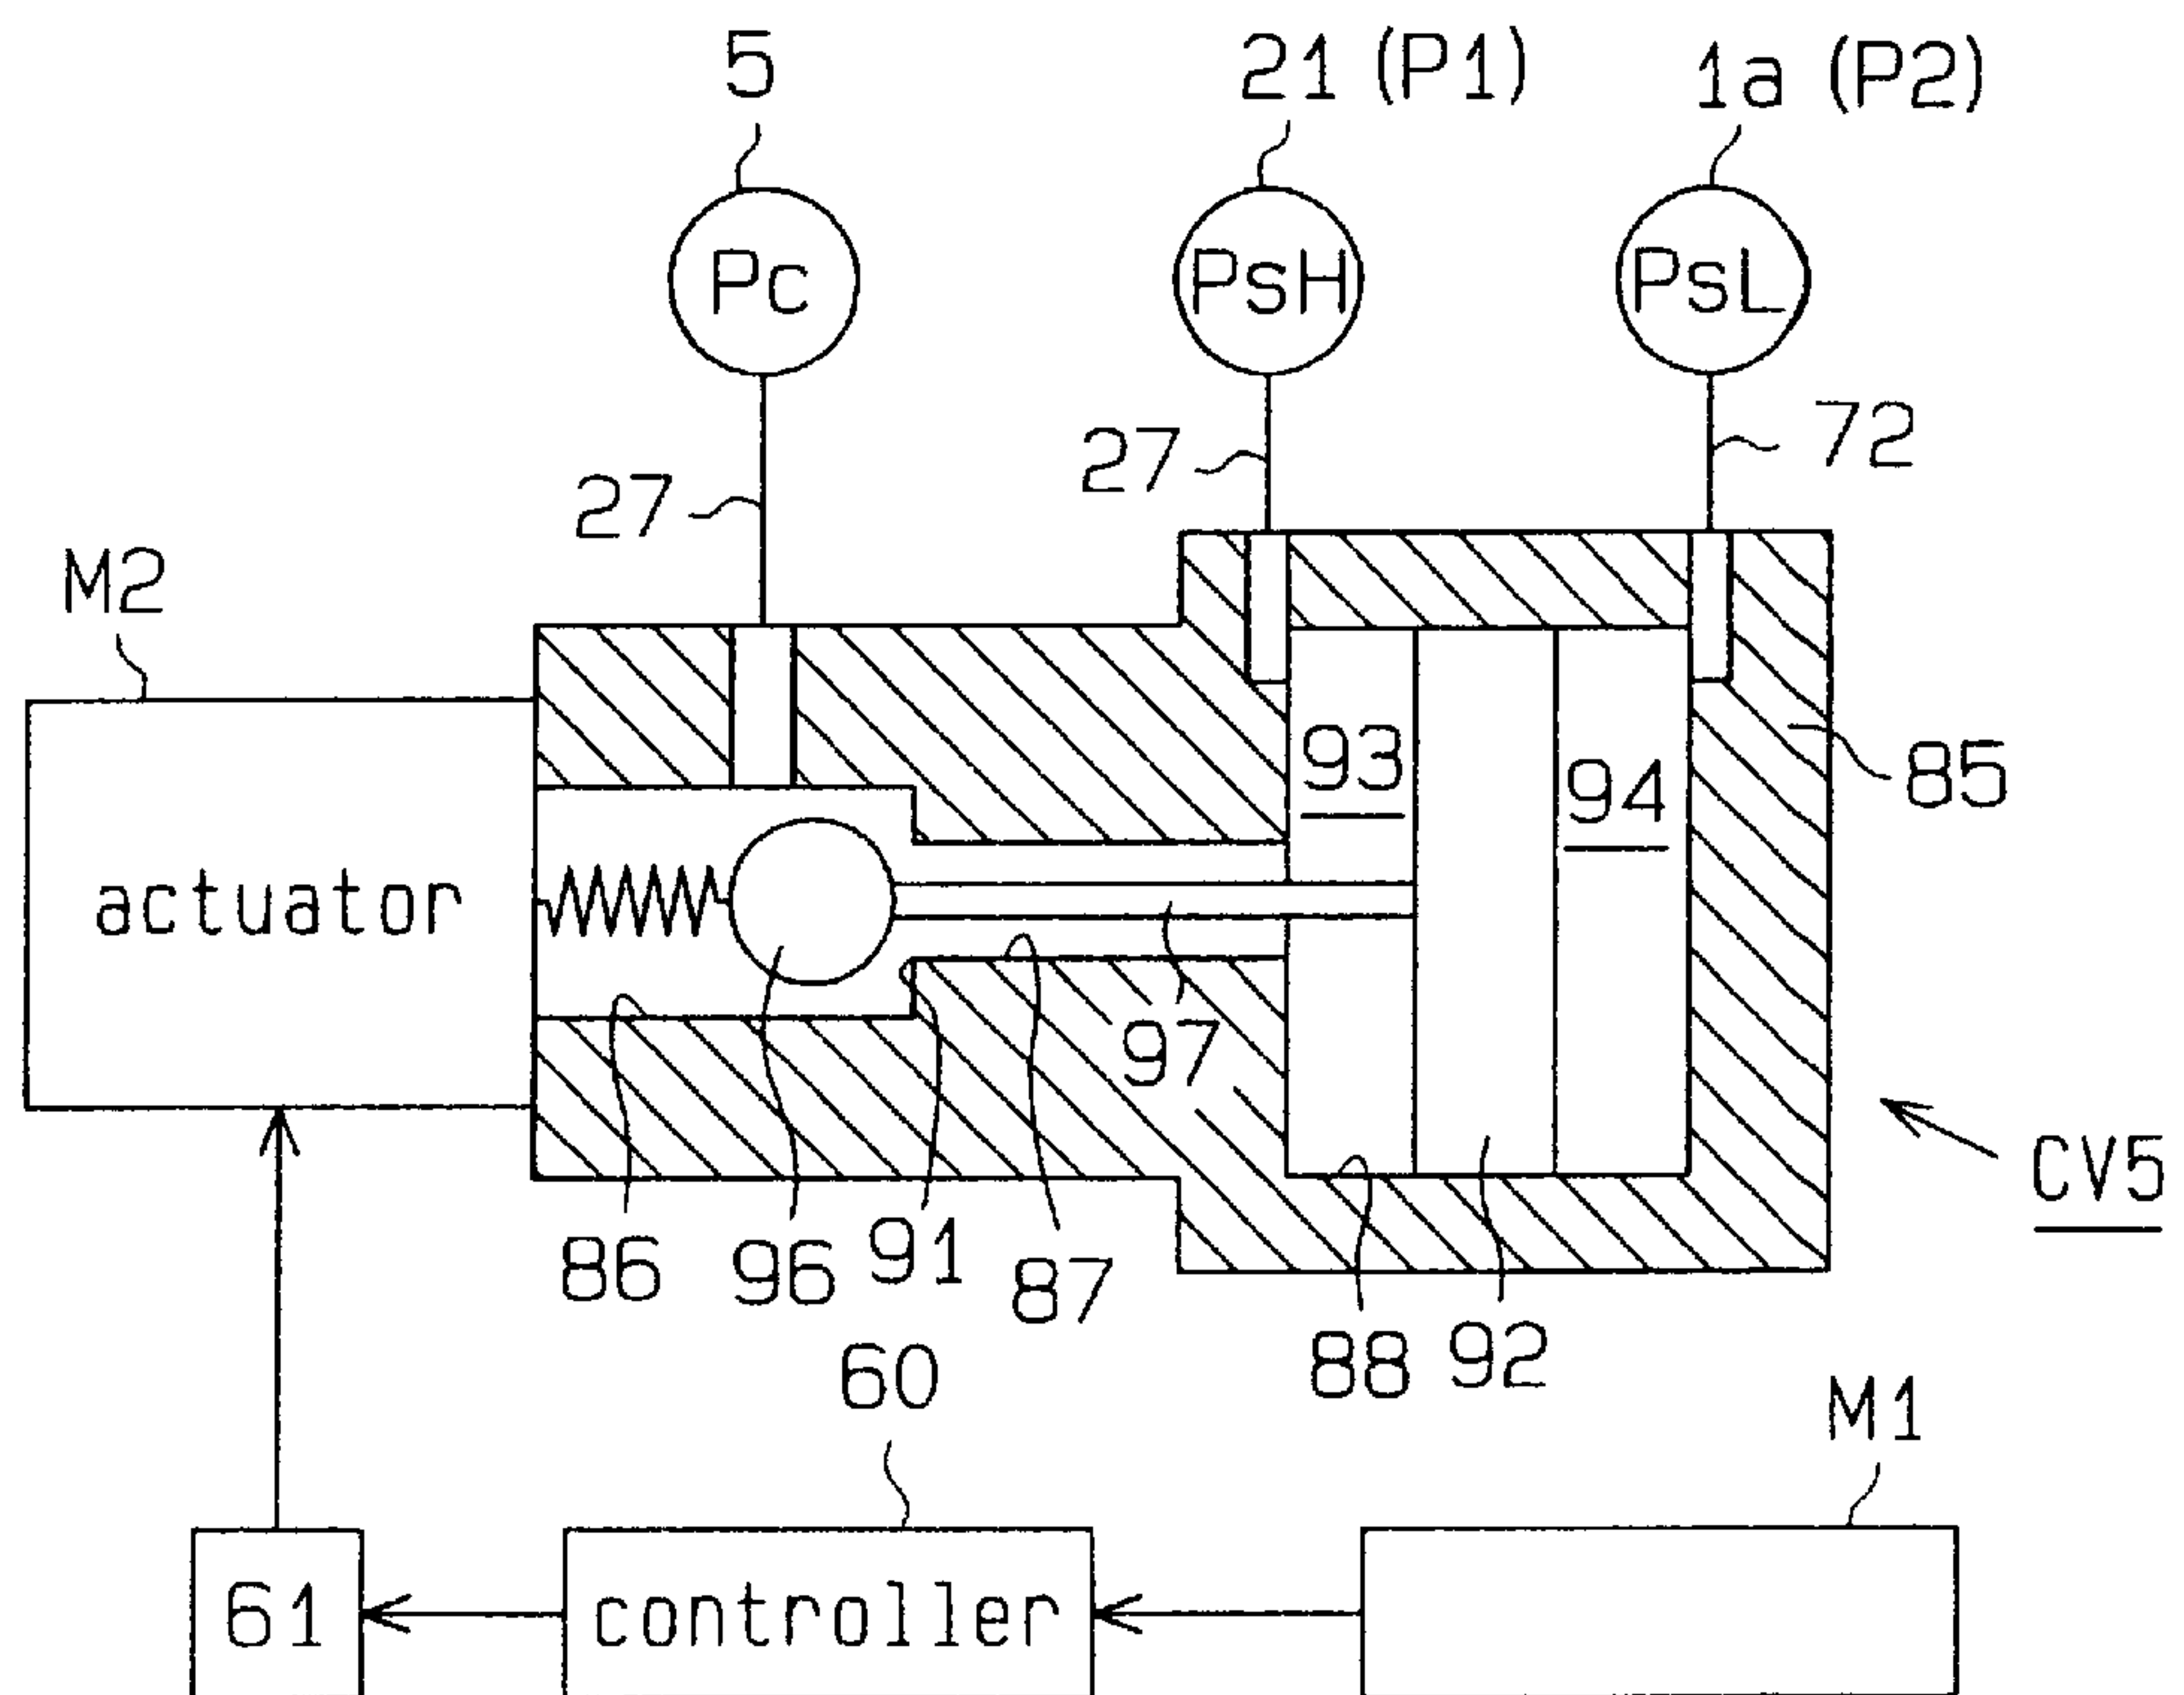 5
21 (P1)
1a (P2)
Pc
PsH
PsL
27
27
72
M2
93
94
85
actuator
97
CV5
86
96
91
87
88
92
60
M1
61
controller